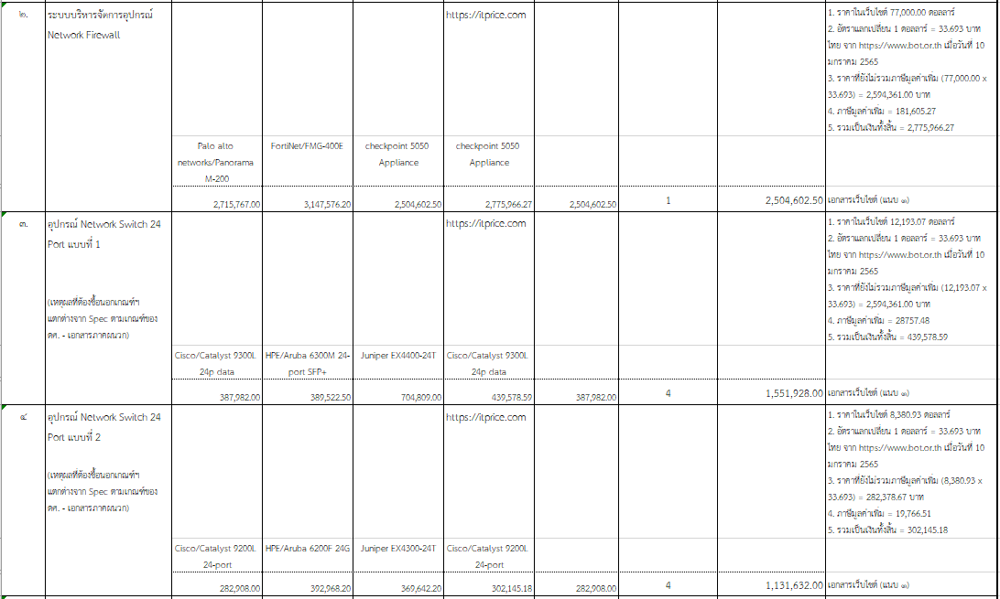 ๒. ระบบบริหารจัดการอุปกรณ์ https://itprice.com 1. ราคาในเว็บไซต์ 77,000.00 ดอลลาร์
Network Firewall 2. อัตราแลกเปลี่ยน 1 ดอลลาร์ = 33.693 บาท
ไทย จาก https://www.bot.or.th เมื่อวันที่ 10
มกราคม 2565
3. ราคาที่ยังไม่รวมภาษีมูลค่าเพิ่ม (77,000.00 x
33.693) = 2,594,361.00 บาท
4. ภาษีมูลค่าเพิ่ม = 181,605.27
5. รวมเป็นเงินทั้งสิ้น = 2,775,966.27
Palo alto FortiNet/FMG-400E checkpoint 5050 checkpoint 5050
networks/Panorama Appliance Appliance
M-200
2,715,767.00 3,147,576.20 2,504,602.50 2,775,966.27 2,504,602.50 1 2,504,602.50 เอกสารเว็บไซต์ (แนบ ๑)
๓. อุปกรณ์ Network Switch 24 https://itprice.com 1. ราคาในเว็บไซต์ 12,193.07 ดอลลาร์
Port แบบที่ 1 2. อัตราแลกเปลี่ยน 1 ดอลลาร์ = 33.693 บาท
ไทย จาก https://www.bot.or.th เมื่อวันที่ 10
มกราคม 2565
3. ราคาที่ยังไม่รวมภาษีมูลค่าเพิ่ม (12,193.07 x
(เหตุผลที่ต้องซื้อนอกเกณฑ์ฯ 33.693) = 2,594,361.00 บาท
แตกต่างจาก Spec ตามเกณฑ์ของ 4. ภาษีมูลค่าเพิ่ม = 28757.48
ดศ. - เอกสารภาคผนวก) 5. รวมเป็นเงินทั้งสิ้น = 439,578.59
Cisco/Catalyst 9300L HPE/Aruba 6300M 24- Juniper EX4400-24T Cisco/Catalyst 9300L
24p data port SFP+ 24p data
387,982.00 389,522.50 704,809.00 439,578.59 387,982.00 4 1,551,928.00 เอกสารเว็บไซต์ (แนบ ๑)
๔ อุปกรณ์ Network Switch 24 https://itprice.com 1. ราคาในเว็บไซต์ 8,380.93 ดอลลาร์
Port แบบที่ 2 2. อัตราแลกเปลี่ยน 1 ดอลลาร์ = 33.693 บาท
ไทย จาก https://www.bot.or.th เมื่อวันที่ 10
(เหตุผลที่ต้องซื้อนอกเกณฑ์ฯ มกราคม 2565
แตกต่างจาก Spec ตามเกณฑ์ของ 3. ราคาที่ยังไม่รวมภาษีมูลค่าเพิ่ม (8,380.93 x
ดศ. - เอกสารภาคผนวก) 33.693) = 282,378.67 บาท
4. ภาษีมูลค่าเพิ่ม = 19,766.51
5. รวมเป็นเงินทั้งสิ้น = 302,145.18
Cisco/Catalyst 9200L HPE/Aruba 6200F 24G Juniper EX4300-24T Cisco/Catalyst 9200L
24-port 24-port
282,908.00 392,968.20 369,642.20 302,145.18 282,908.00 4 1,131,632.00 เอกสารเว็บไซต์ (แนบ ๑)